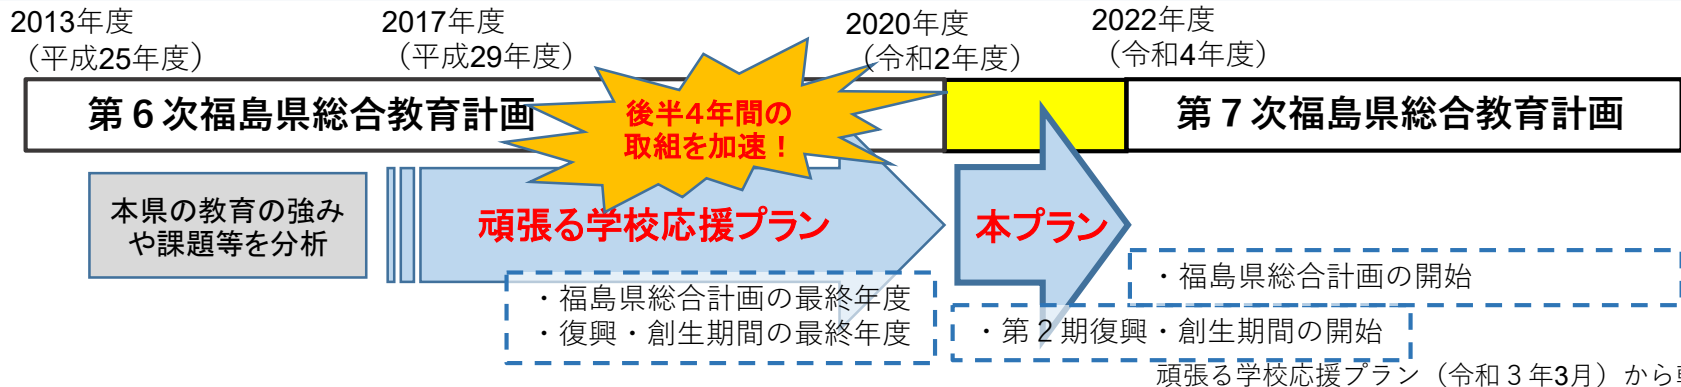 2013年度
（平成25年度）
2017年度
（平成29年度）
2020年度
（令和2年度）
2022年度
（令和4年度）
第６次福島県総合教育計画
後半4年間の
取組を加速！
第７次福島県総合教育計画
本県の教育の強み
や課題等を分析
頑張る学校応援プラン
本プラン
・福島県総合計画の最終年度
・復興・創生期間の最終年度
・福島県総合計画の開始
・第２期復興・創生期間の開始
頑張る学校応援プラン（令和３年3月）から